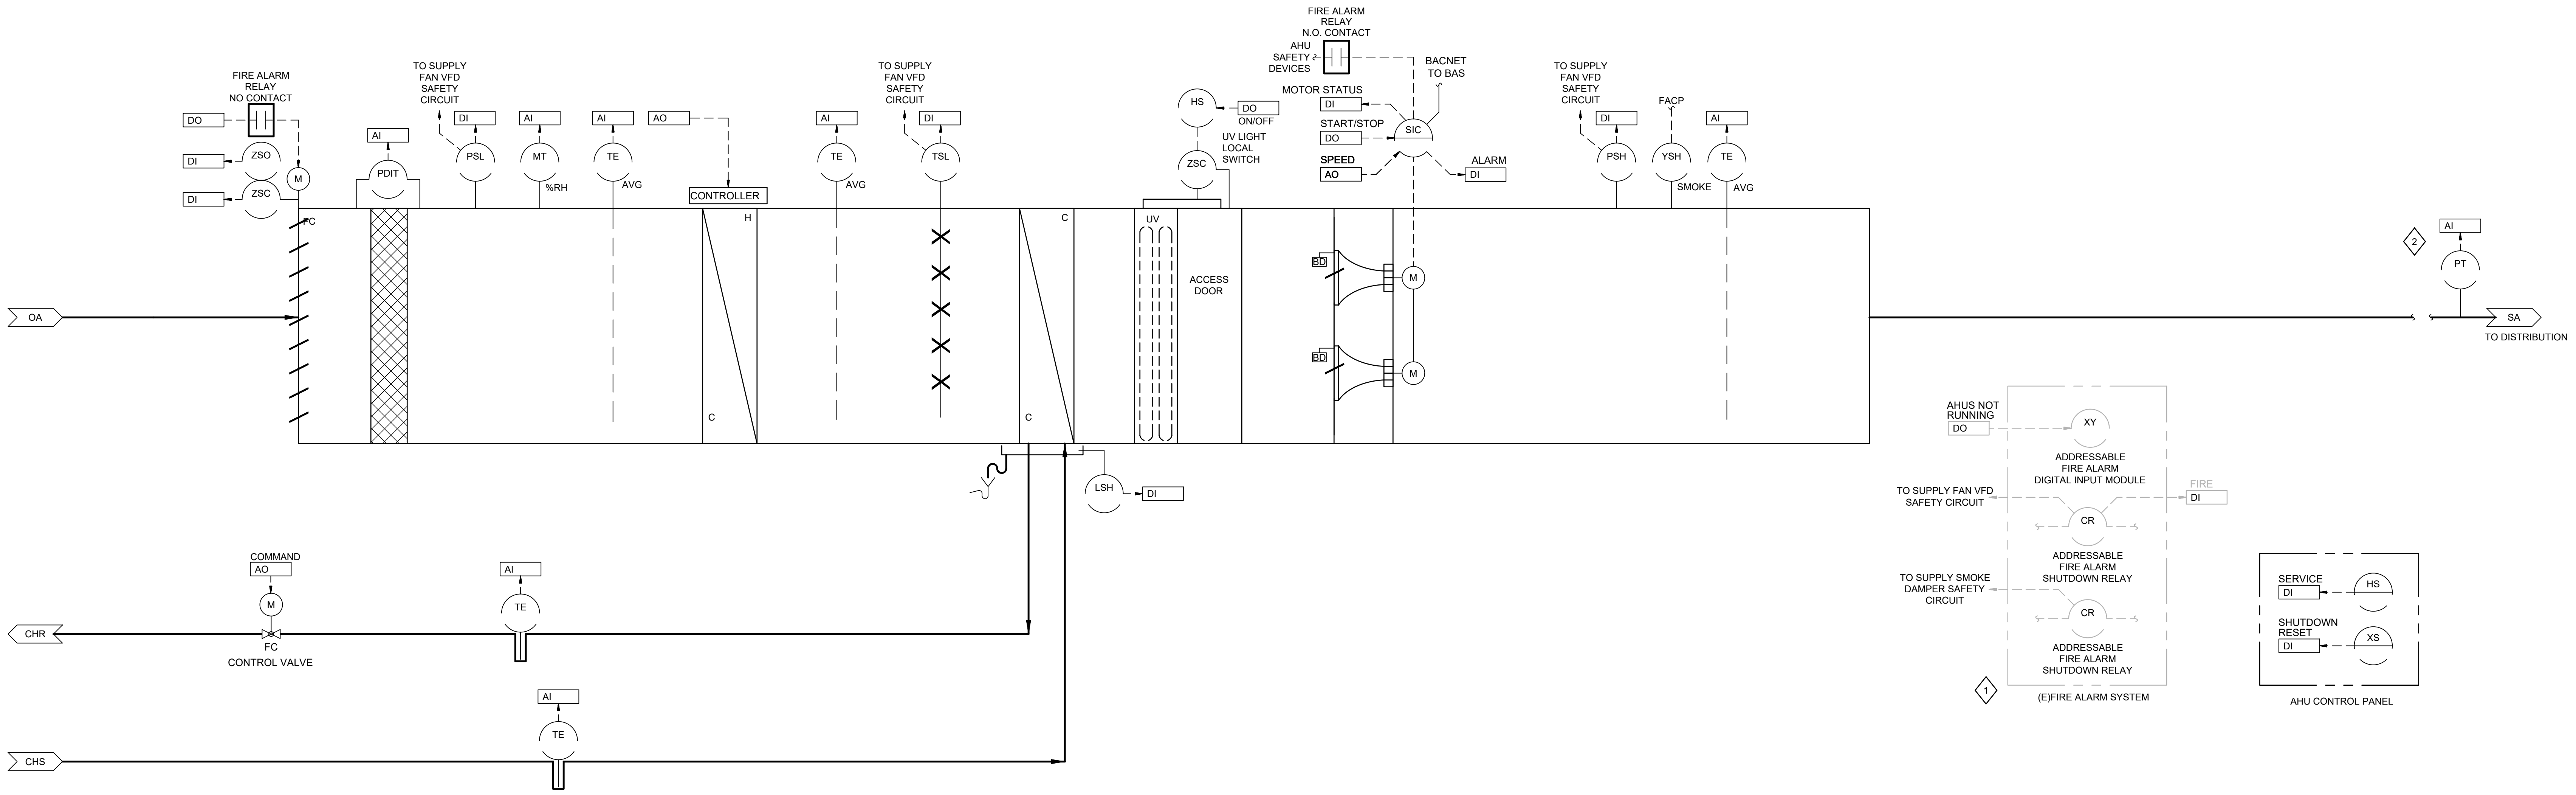 FIRE ALARM
RELAY
NO CONTACT
DO
DI
ZSO
DI
ZSC
M
FC
AI
PDIT
TO SUPPLY
FAN VFD
SAFETY
CIRCUIT
DI
PSL
AI
MT
%RH
AI
TE
AVG
AO
CONTROLLER
H
C
AI
TE
AVG
TO SUPPLY
FAN VFD
SAFETY
CIRCUIT
DI
TSL
C
C
HS
DO
ON/OFF
UV LIGHT
LOCAL
SWITCH
ZSC
UV
ACCESS
DOOR
FIRE ALARM
RELAY
N.O. CONTACT
AHU
SAFETY
DEVICES
BACNET
TO BAS
MOTOR STATUS
DI
START/STOP
DO
SPEED
AO
SIC
ALARM
DI
BD
M
BD
M
TO SUPPLY
FAN VFD
SAFETY
CIRCUIT
DI
PSH
FACP
YSH
SMOKE
AI
TE
AVG
2
AI
PT
OA
SA
TO DISTRIBUTION
LSH
DI
COMMAND
AO
M
FC
CONTROL VALVE
AI
TE
CHR
AI
TE
CHS
AHUS NOT
RUNNING
DO
XY
ADDRESSABLE
FIRE ALARM
DIGITAL INPUT MODULE
TO SUPPLY FAN VFD
SAFETY CIRCUIT
FIRE
DI
CR
ADDRESSABLE
FIRE ALARM
SHUTDOWN RELAY
TO SUPPLY SMOKE
DAMPER SAFETY
CIRCUIT
CR
ADDRESSABLE
FIRE ALARM
SHUTDOWN RELAY
1
(E)FIRE ALARM SYSTEM
SERVICE
DI
HS
SHUTDOWN
RESET
DI
XS
AHU CONTROL PANEL